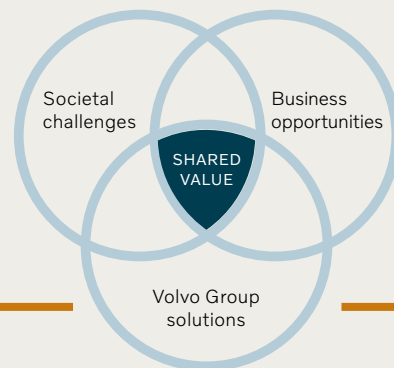 Societal
challenges
Business
opportunities
SHARED
VALUE
Volvo Group
solutions